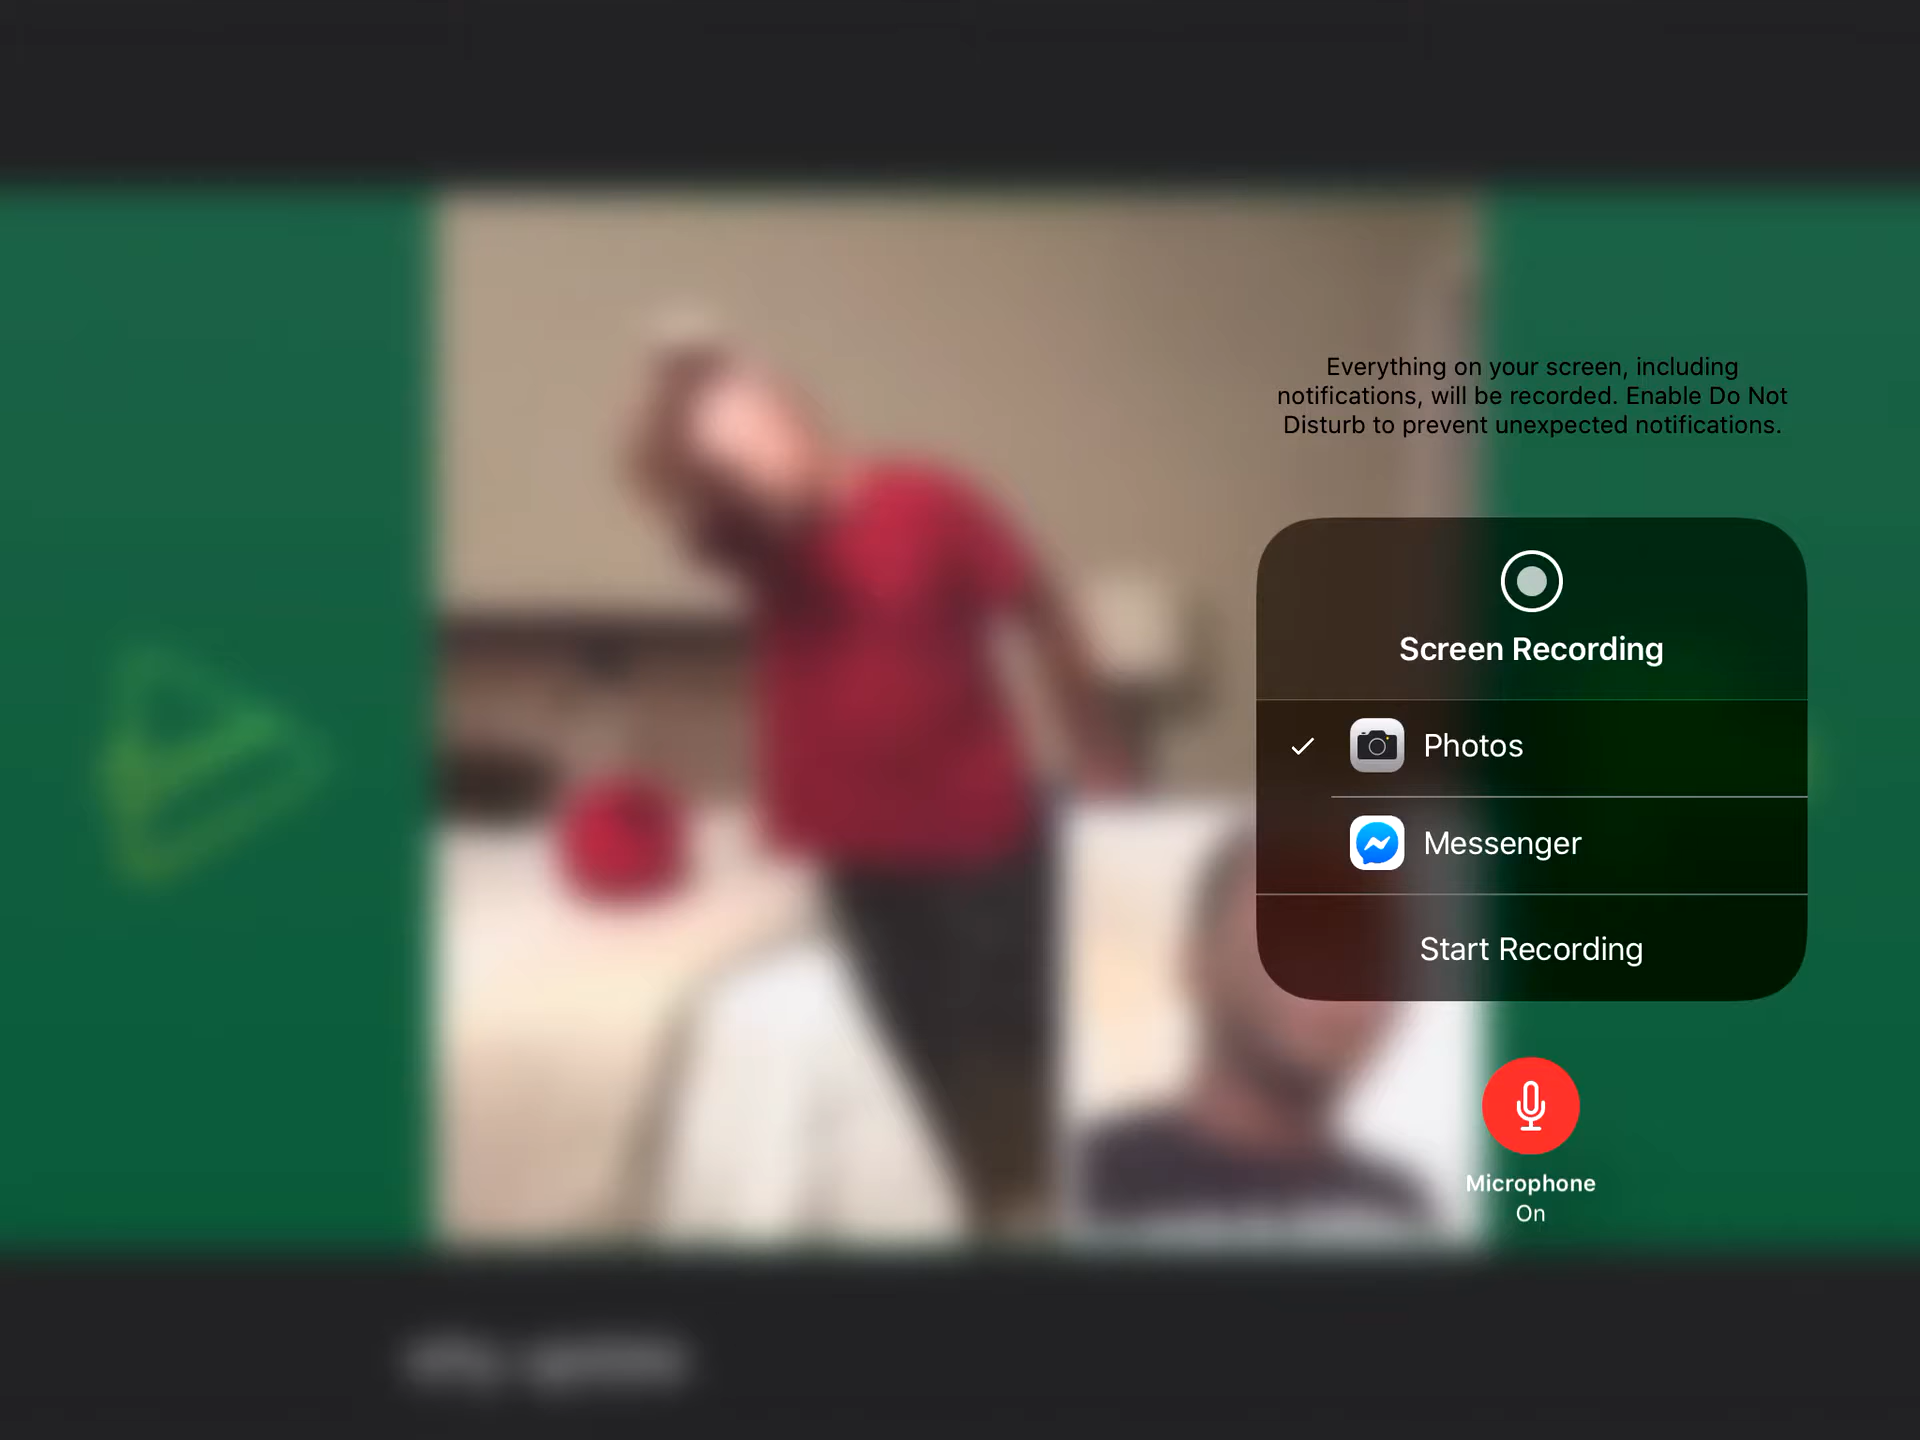 Everything on your screen, including
notifications, will be recorded. Enable Do Not
Disturb to prevent unexpected notifications.
Screen Recording
Photos
Messenger
Start Recording
Microphone
On